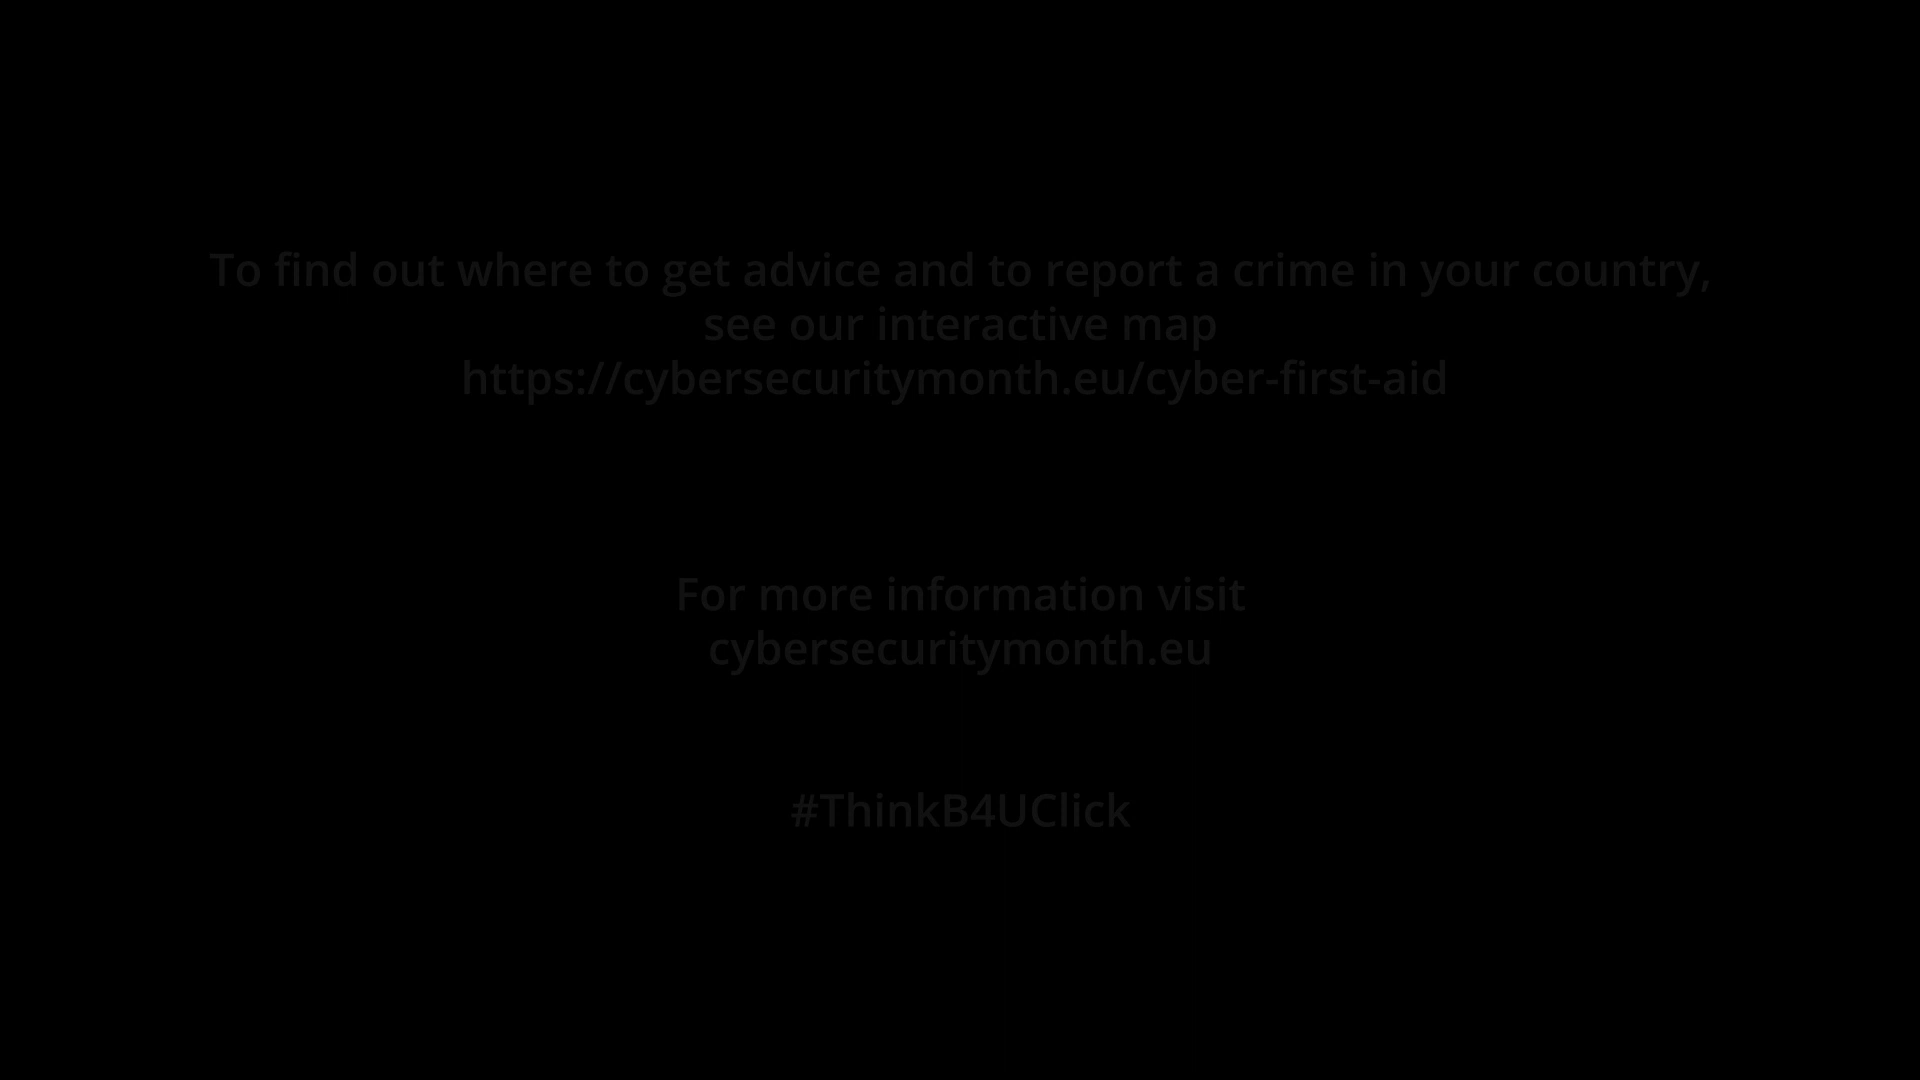 To find out where to get advice and to report a crime in your country,
see our interactive map
https://cybersecuritymonth.eu/cyber-first-aid
For more information visit
cybersecuritymonth.eu
#ThinkB4UClick